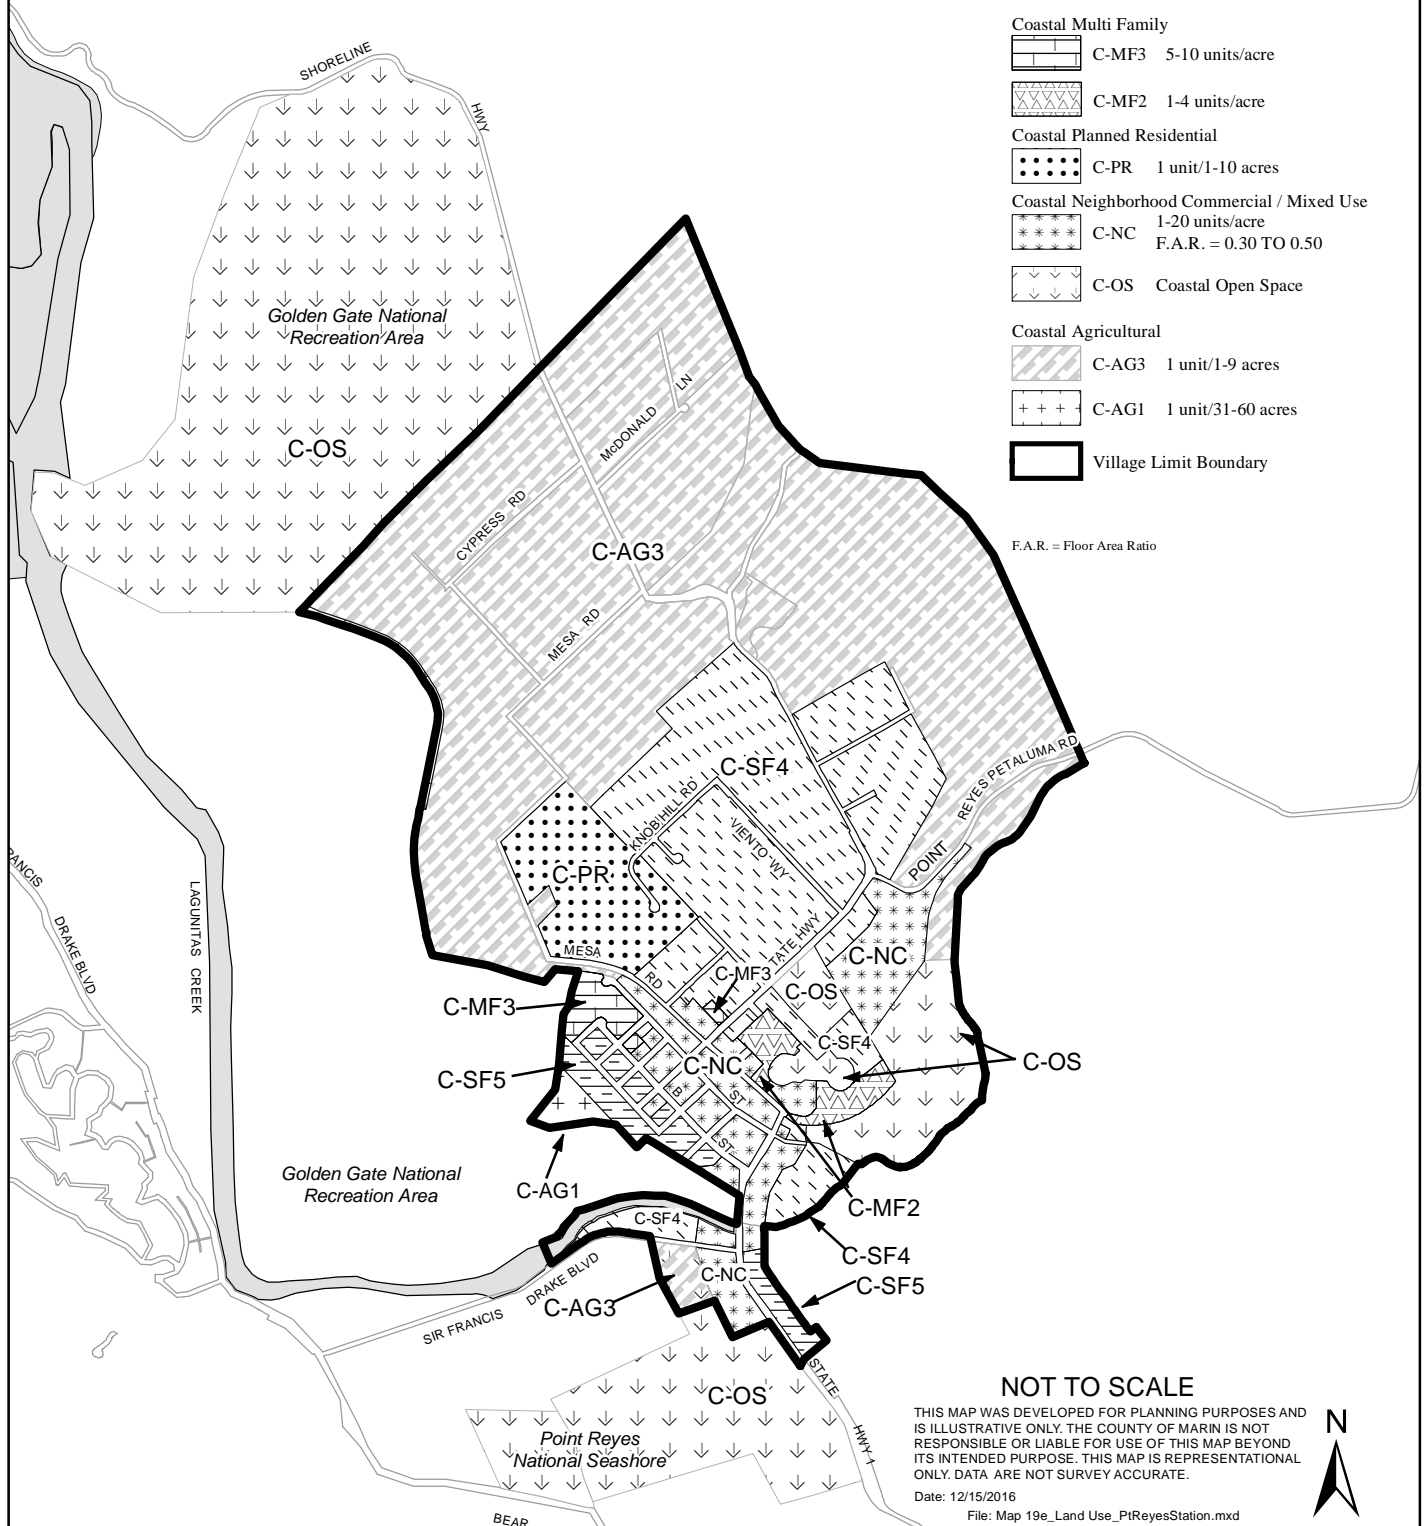 Coastal Multi Family
C-MF3 5-10 units/acre
C-MF2 1-4 units/acre
Coastal Planned Residential
C-PR 1 unit/1-10 acres
Coastal Neighborhood Commercial / Mixed Use
C-NC 1-20 units/acre
F.A.R. = 0.30 TO 0.50
C-OS Coastal Open Space
Coastal Agricultural
C-AG3 1 unit/1-9 acres
C-AG1 1 unit/31-60 acres
Village Limit Boundary
F.A.R. = Floor Area Ratio
SHORELINE
HWY
Golden Gate National
Recreation Area
C-OS
McDONALD LN
CYPRESS RD
C-AG3
MESA RD
C-SF4
REYES PETALUMA RD
POINT
KNOB HILL RD
VIENTO WY
C-PR
RANCIS
DRAKE BLVD
LAGUNITAS CREEK
MESA
RD
TATE HWY
C-NC
C-MF3
C-OS
C-MF3
C-SF4
C-OS
C-NC
C-SF5
B
ST
ST.
Golden Gate National
Recreation Area
C-AG1
C-MF2
C-SF4
C-SF4
C-NC
C-SF5
C-AG3
SIR FRANCIS
DRAKE BLVD
STATE
HWY 1
C-OS
Point Reyes
National Seashore
BEAR
NOT TO SCALE
THIS MAP WAS DEVELOPED FOR PLANNING PURPOSES AND
IS ILLUSTRATIVE ONLY. THE COUNTY OF MARIN IS NOT
RESPONSIBLE OR LIABLE FOR USE OF THIS MAP BEYOND
ITS INTENDED PURPOSE. THIS MAP IS REPRESENTATIONAL
ONLY. DATA ARE NOT SURVEY ACCURATE.
Date: 12/15/2016
File: Map 19e_Land Use_PtReyesStation.mxd
N